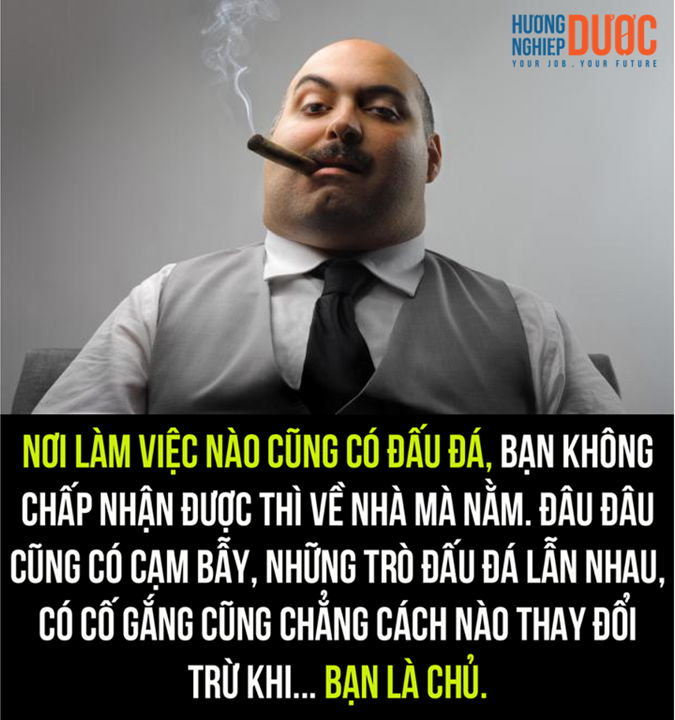 HƯỚNG NGHIỆP DƯỢC
YOUR JOB . YOUR FUTURE
NƠI LÀM VIỆC NÀO CŨNG CÓ ĐẤU ĐÁ, BẠN KHÔNG
CHẤP NHẬN ĐƯỢC THÌ VỀ NHÀ MÀ NẰM. ĐÂU ĐÂU
CŨNG CÓ CẠM BẪY, NHỮNG TRÒ ĐẤU ĐÁ LẪN NHAU,
CÓ CỐ GẮNG CŨNG CHẲNG CÁCH NÀO THAY ĐỔI
TRỪ KHI... BẠN LÀ CHỦ.